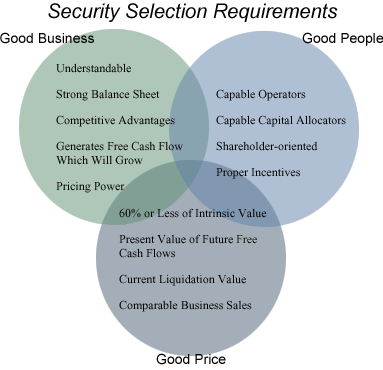 Security Selection Requirements
Good Business
Understandable
Strong Balance Sheet
Competitive Advantages
Generates Free Cash Flow
Which Will Grow
Pricing Power
Good People
Capable Operators
Capable Capital Allocators
Shareholder-oriented
Proper Incentives
60% or Less of Intrinsic Value
Present Value of Future Free
Cash Flows
Current Liquidation Value
Comparable Business Sales
Good Price